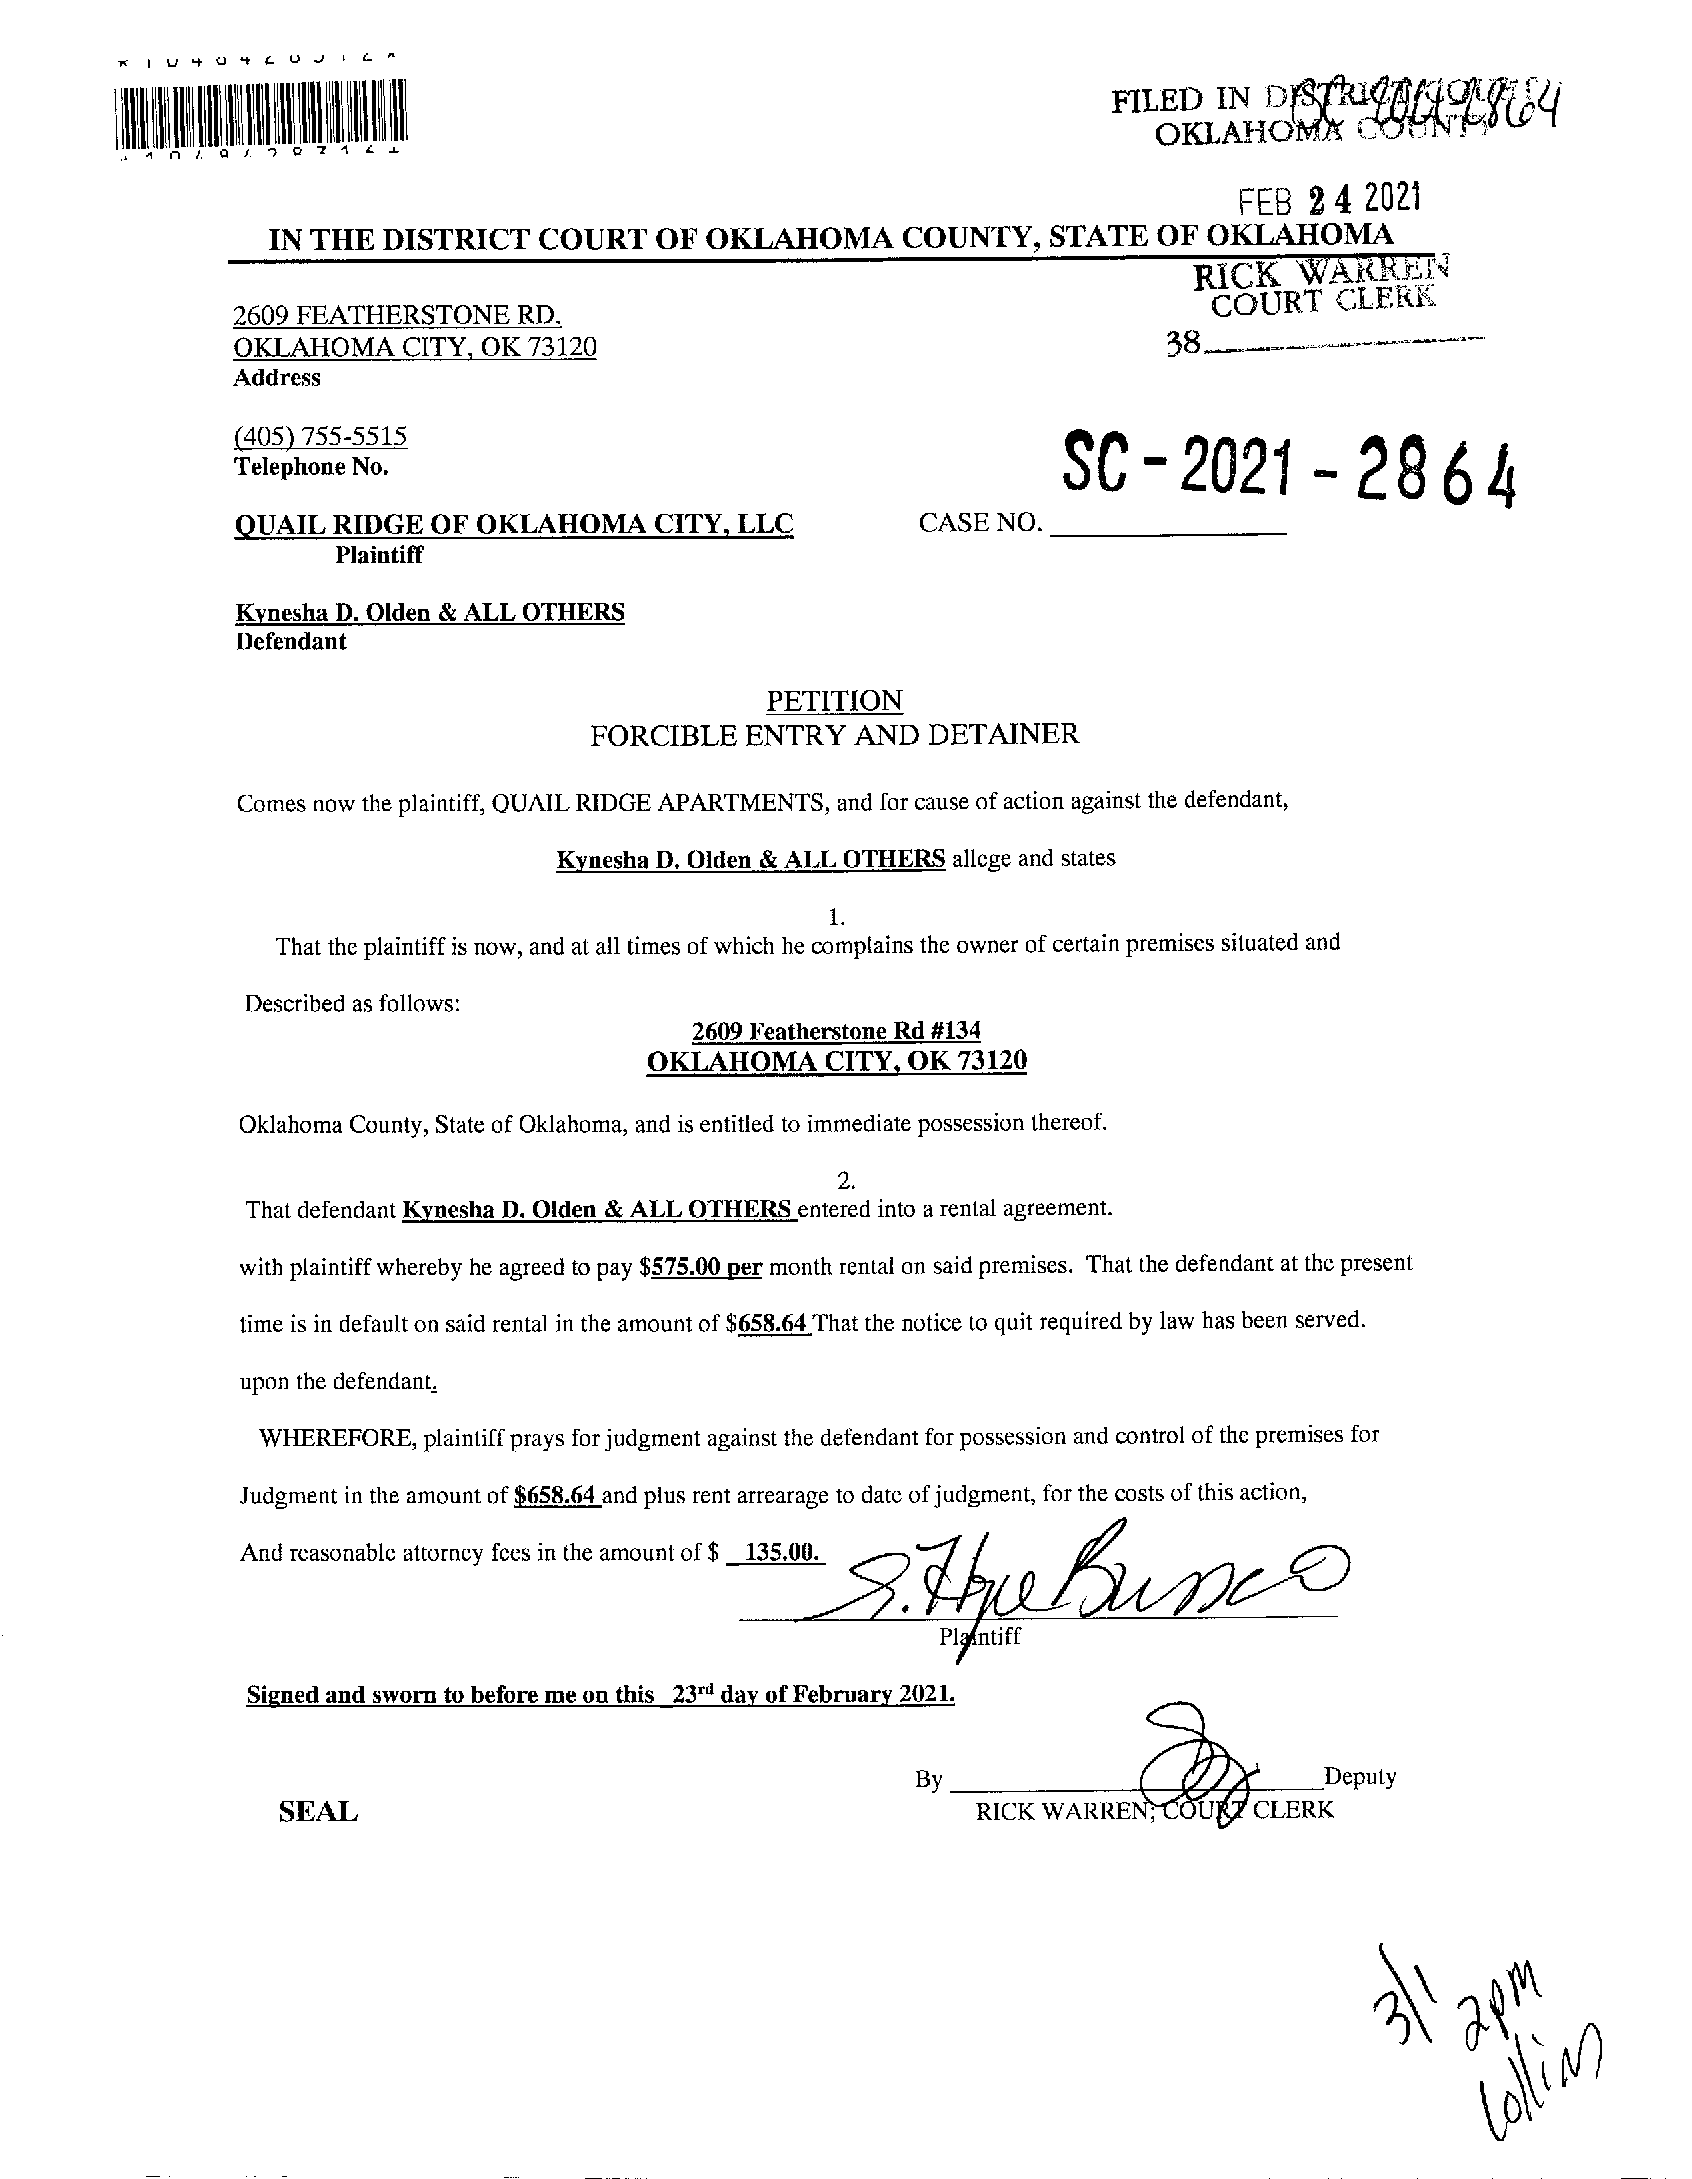 FILED IN DISTRICT COURT
OKLAHOMA COUNTY
SC-2021-2864
FEB 24 2021
IN THE DISTRICT COURT OF OKLAHOMA COUNTY, STATE OF OKLAHOMA
RICK WARREN
COURT CLERK
38
2609 FEATHERSTONE RD.
OKLAHOMA CITY, OK 73120
Address
(405) 755-5515
Telephone No.
SC-2021-2864
QUAIL RIDGE OF OKLAHOMA CITY, LLC
CASE NO.
Plaintiff
Kynesha D. Olden & ALL OTHERS
Defendant
PETITION
FORCIBLE ENTRY AND DETAINER
Comes now the plaintiff, QUAIL RIDGE APARTMENTS, and for cause of action against the defendant,
Kynesha D. Olden & ALL OTHERS allege and states
1.
That the plaintiff is now, and at all times of which he complains the owner of certain premises situated and
Described as follows:
2609 Featherstone Rd #134
OKLAHOMA CITY, OK 73120
Oklahoma County, State of Oklahoma, and is entitled to immediate possession thereof.
2.
That defendant Kynesha D. Olden & ALL OTHERS entered into a rental agreement.
with plaintiff whereby he agreed to pay $575.00 per month rental on said premises. That the defendant at the present
time is in default on said rental in the amount of $658.64 That the notice to quit required by law has been served.
upon the defendant.
WHEREFORE, plaintiff prays for judgment against the defendant for possession and control of the premises for
Judgment in the amount of $658.64 and plus rent arrearage to date of judgment, for the costs of this action,
And reasonable attorney fees in the amount of $ 135.00.
S. Hope Bunco
Plaintiff
Signed and sworn to before me on this 23rd day of February 2021.
By Deputy
RICK WARREN, COURT CLERK
SEAL
3/1
2pm
Collins